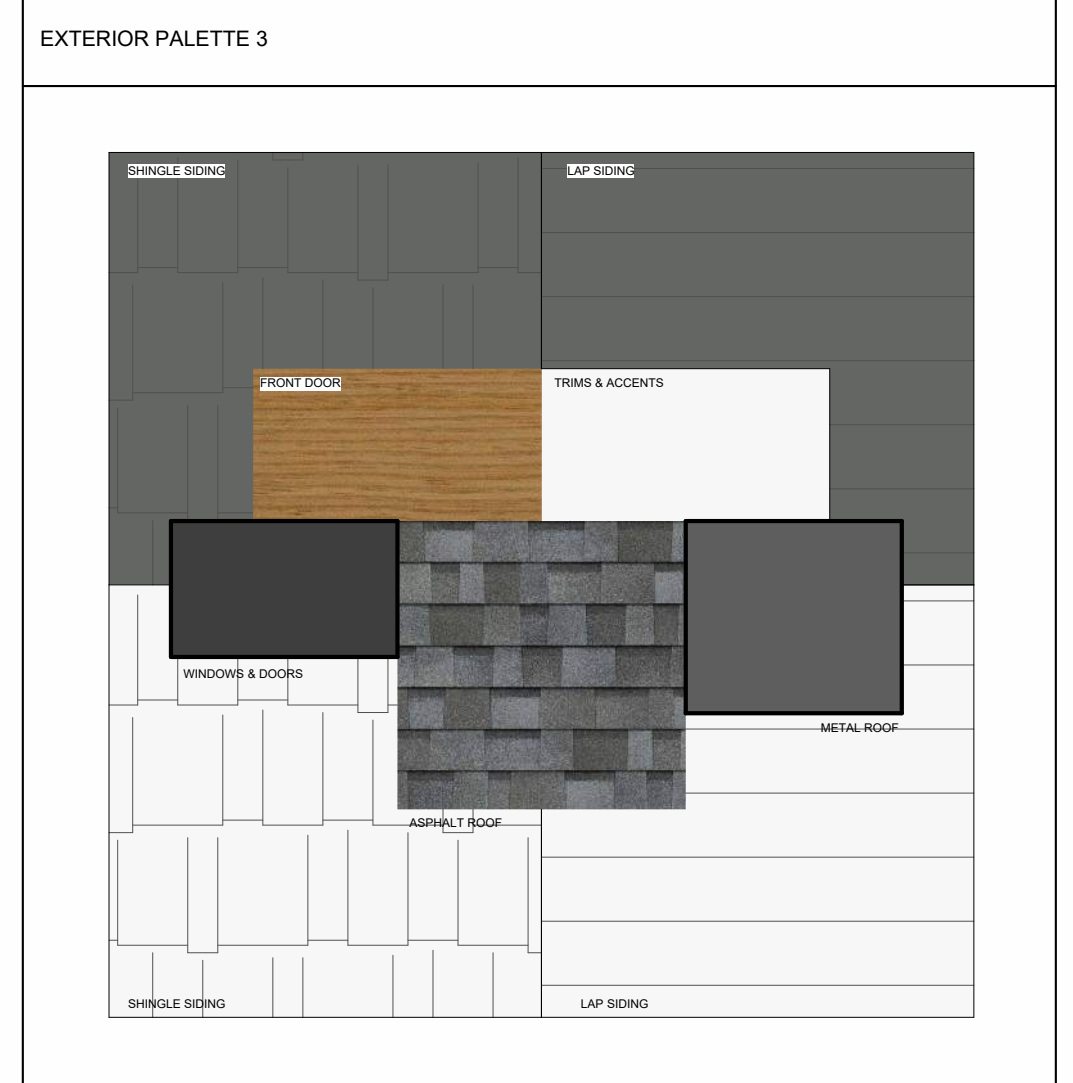 EXTERIOR PALETTE 3
SHINGLE SIDING
LAP SIDING
FRONT DOOR
TRIMS & ACCENTS
WINDOWS & DOORS
METAL ROOF
ASPHALT ROOF
SHINGLE SIDING
LAP SIDING